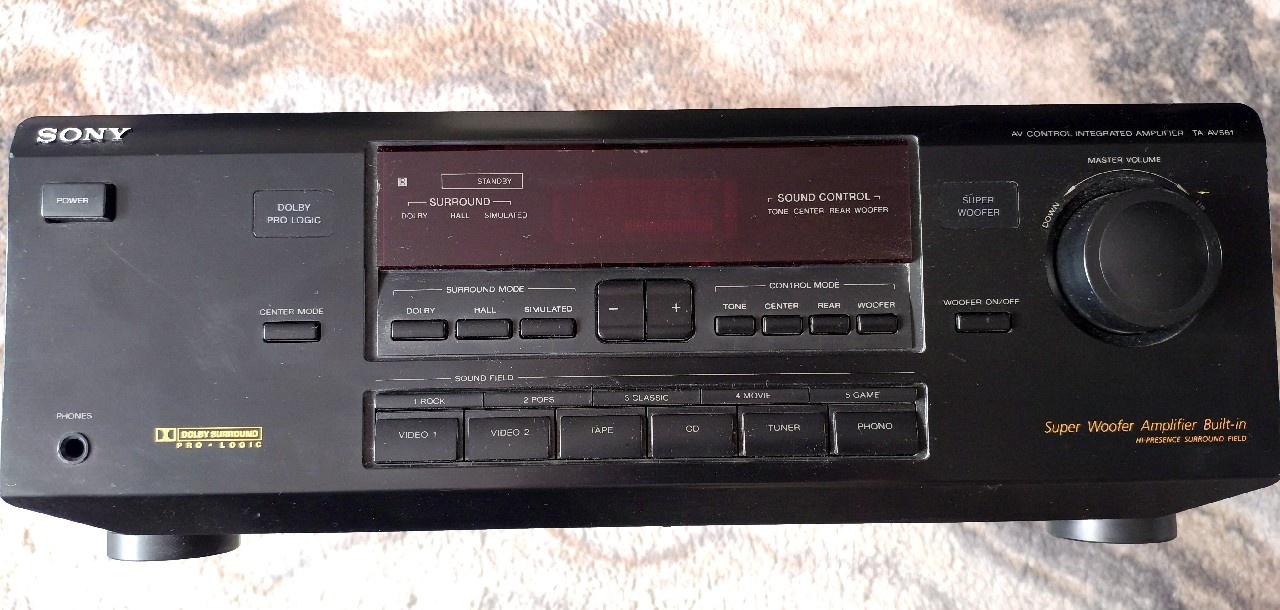 SONY
AV CONTROL INTEGRATED AMPLIFIER TA-AV561
POWER
DOLBY
PRO LOGIC
STANDBY
SURROUND
DOLBY HALL SIMULATED
SOUND CONTROL
TONE CENTER REAR WOOFER
SUPER
WOOFER
MASTER VOLUME
DOWN
UP
CENTER MODE
SURROUND MODE
DOLBY HALL SIMULATED
− +
CONTROL MODE
TONE CENTER REAR WOOFER
WOOFER ON/OFF
SOUND FIELD
1 ROCK 2 POPS 3 CLASSIC 4 MOVIE 5 GAME
VIDEO 1 VIDEO 2 TAPE CD TUNER PHONO
PHONES
DOLBY SURROUND
PRO•LOGIC
Super Woofer Amplifier Built-in
HI-PRESENCE SURROUND FIELD